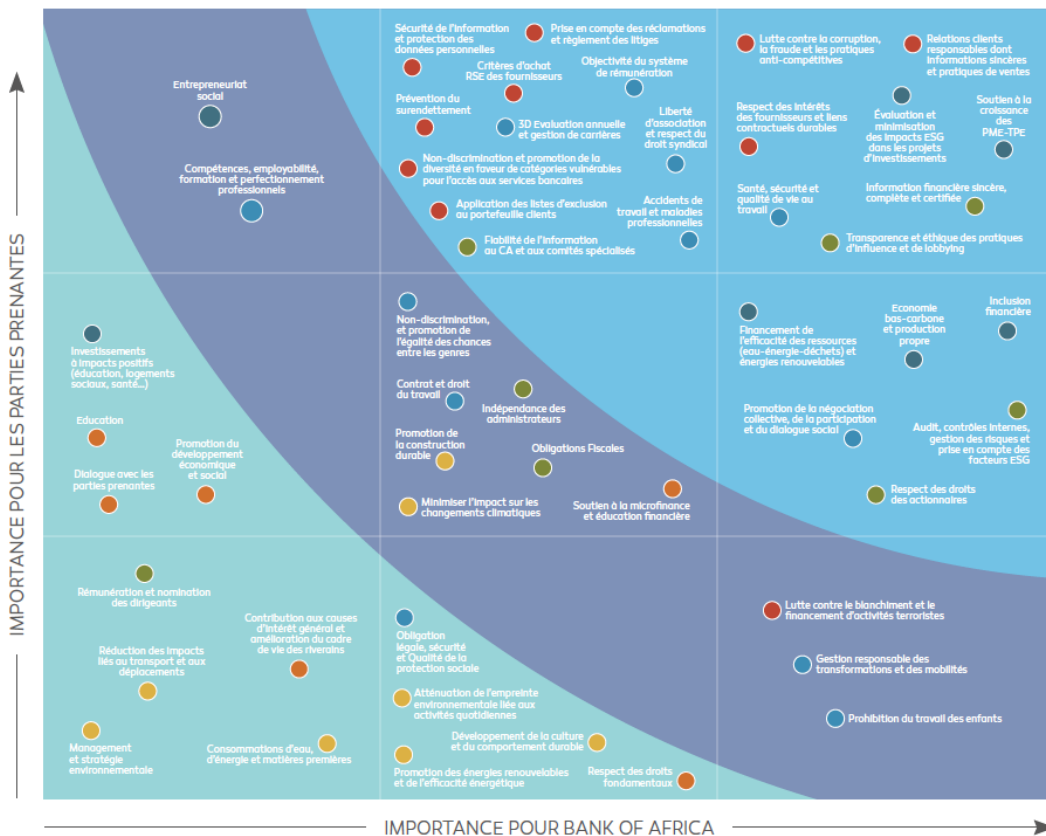 IMPORTANCE POUR LES PARTIES PRENANTES
Entrepreneuriat
social
Compétences, employabilité,
formation et perfectionnement
professionnels
Sécurité de l'information
et protection des
données personnelles
Prise en compte des réclamations
et règlement des litiges
Critères d'achat
RSE des fournisseurs
Objectivité du système
de rémunération
Prévention du
surendettement
3D Evaluation annuelle
et gestion de carrières
Liberté
d'association
et respect du
droit syndical
Non-discrimination et promotion de la
diversité en faveur de catégories vulnérables
pour l'accès aux services bancaires
Application des listes d'exclusion
au portefeuille clients
Accidents de
travail et maladies
professionnelles
Fiabilité de l'information
au CA et aux comités spécialisés
Lutte contre la corruption,
la fraude et les pratiques
anti-compétitives
Relations clients
responsables dont
informations sincères
et pratiques de ventes
Respect des intérêts
des fournisseurs et liens
contractuels durables
Évaluation et
minimisation
des impacts ESG
dans les projets
d'investissements
Soutien à la
croissance
des
PME-TPE
Santé, sécurité et
qualité de vie au
travail
Information financière sincère,
complète et certifiée
Transparence et éthique des pratiques
d'influence et de lobbying
Investissements
à impacts positifs
(éducation, logements
sociaux, santé...)
Education
Promotion du
développement
économique
et social
Dialogue avec les
parties prenantes
Non-discrimination,
et promotion de
l'égalité des chances
entre les genres
Contrat et droit
du travail
Indépendance des
administrateurs
Promotion de
la construction
durable
Obligations Fiscales
Minimiser l'impact sur les
changements climatiques
Soutien à la microfinance
et éducation financière
Financement de
l'efficacité des ressources
(eau-énergie-déchets) et
énergies renouvelables
Economie
bas-carbone
et production
propre
Inclusion
financière
Promotion de la négociation
collective, de la participation
et du dialogue social
Audit, contrôles internes,
gestion des risques et
prise en compte des
facteurs ESG
Respect des droits
des actionnaires
Rémunération et nomination
des dirigeants
Contribution aux causes
d'intérêt général et
amélioration du cadre
de vie des riverains
Réduction des impacts
liés au transport et aux
déplacements
Management
et stratégie
environnementale
Consommations d'eau,
d'énergie et matières premières
Obligation
légale, sécurité
et Qualité de la
protection sociale
Atténuation de l'empreinte
environnementale liée aux
activités quotidiennes
Développement de la culture
et du comportement durable
Promotion des énergies renouvelables
et de l'efficacité énergétique
Respect des droits
fondamentaux
Lutte contre le blanchiment et le
financement d'activités terroristes
Gestion responsable des
transformations et des mobilités
Prohibition du travail des enfants
IMPORTANCE POUR BANK OF AFRICA